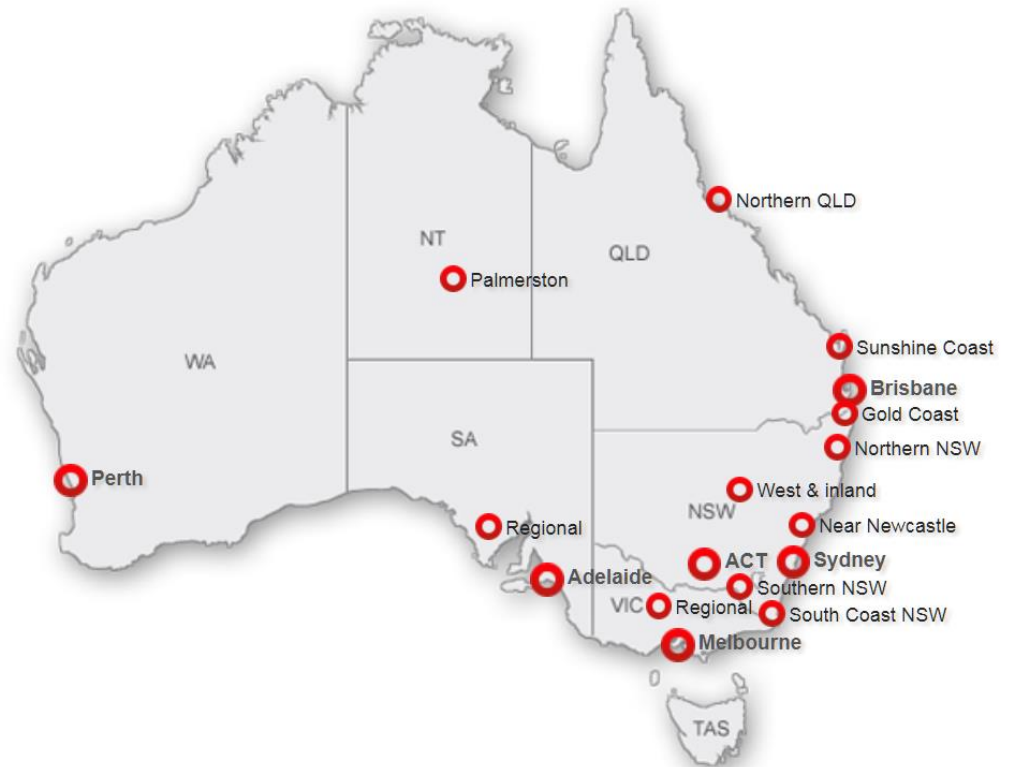 Northern QLD
NT
QLD
Palmerston
Sunshine Coast
WA
Brisbane
Gold Coast
SA
Northern NSW
Perth
West & inland
NSW
Near Newcastle
Regional
ACT
Sydney
Adelaide
Southern NSW
VIC
Regional
South Coast NSW
Melbourne
TAS